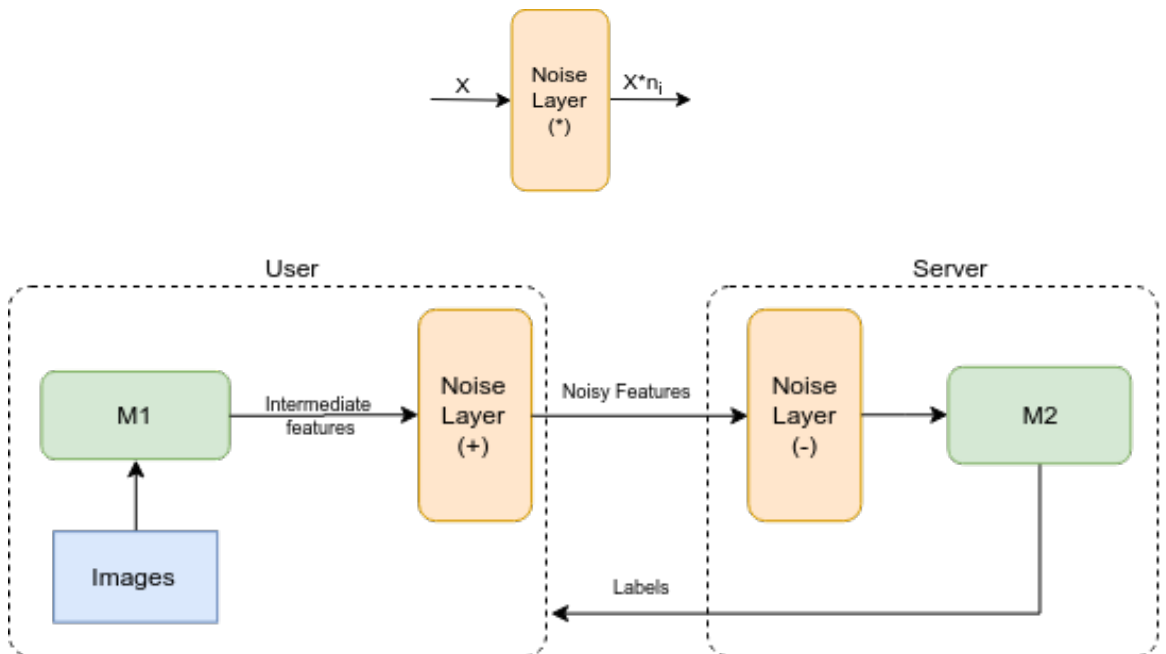 X
Noise
Layer
(*)
X*nᵢ
User
Server
M1
Intermediate
features
Noise
Layer
(+)
Noisy Features
Noise
Layer
(-)
M2
Images
Labels